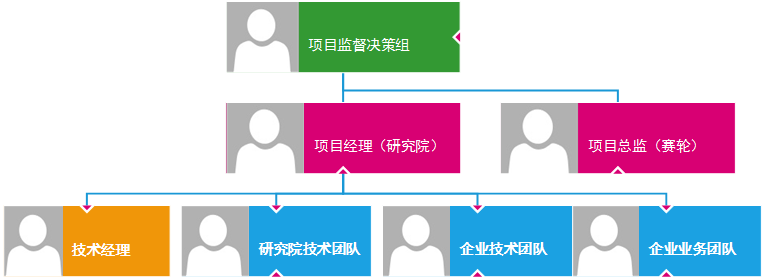 项目监督决策组
项目经理（研究院）
项目总监（赛轮）
技术经理
研究院技术团队
企业技术团队
企业业务团队